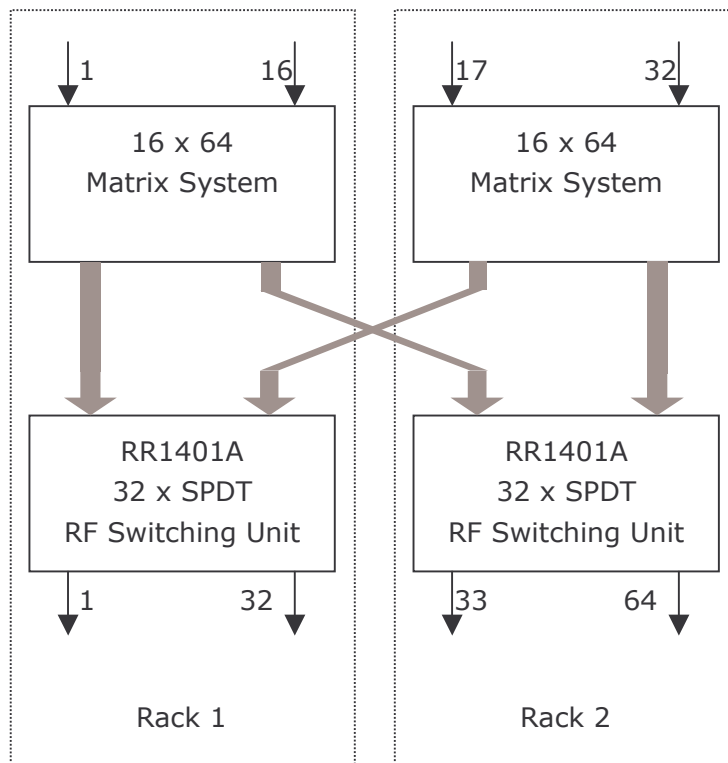 1 16
17 32
16 x 64
Matrix System
16 x 64
Matrix System
RR1401A
32 x SPDT
RF Switching Unit
RR1401A
32 x SPDT
RF Switching Unit
1 32
33 64
Rack 1
Rack 2